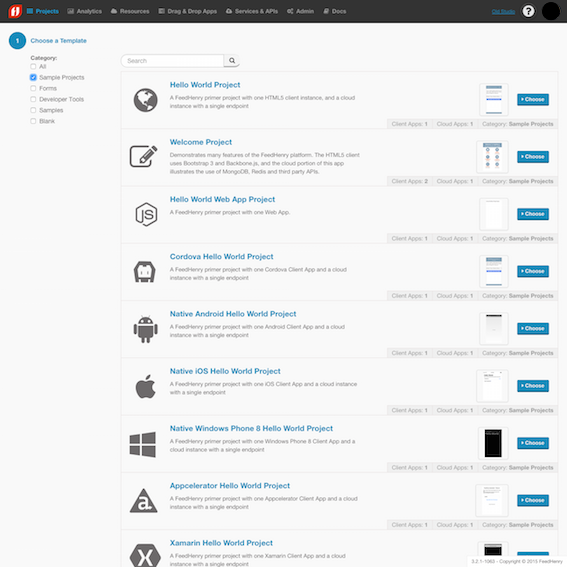 Projects Analytics Resources Drag & Drop Apps Services & APIs Admin Docs Old Studio ?
1 Choose a Template
Category:
All
Sample Projects
Forms
Developer Tools
Samples
Blank
Search
Hello World Project
A FeedHenry primer project with one HTML5 client instance, and a cloud
instance with a single endpoint
Choose
Client Apps: 1 Cloud Apps: 1 Category: Sample Projects
Welcome Project
Demonstrates many features of the FeedHenry platform. The HTML5 client
uses Bootstrap 3 and Backbone.js, and the cloud portion of this app
illustrates the use of MongoDB, Redis and third party APIs.
Choose
Client Apps: 2 Cloud Apps: 1 Category: Sample Projects
JS
Hello World Web App Project
A FeedHenry primer project with one Web App.
Choose
Client Apps: 1 Cloud Apps: 1 Category: Sample Projects
Cordova Hello World Project
A FeedHenry primer project with one Cordova Client App and a cloud
instance with a single endpoint
Choose
Client Apps: 1 Cloud Apps: 1 Category: Sample Projects
Native Android Hello World Project
A FeedHenry primer project with one Android Client App and a cloud
instance with a single endpoint
Choose
Client Apps: 1 Cloud Apps: 1 Category: Sample Projects
Native iOS Hello World Project
A FeedHenry primer project with one iOS Client App and a cloud instance
with a single endpoint
Choose
Client Apps: 1 Cloud Apps: 1 Category: Sample Projects
Native Windows Phone 8 Hello World Project
A FeedHenry primer project with one Windows Phone 8 Client App and a
cloud instance with a single endpoint
Choose
Client Apps: 1 Cloud Apps: 1 Category: Sample Projects
Appcelerator Hello World Project
A FeedHenry primer project with one Appcelerator Client App and a cloud
instance with a single endpoint
Choose
Client Apps: 1 Cloud Apps: 1 Category: Sample Projects
Xamarin Hello World Project
A FeedHenry primer project with one Xamarin Client App and a cloud
instance with a single endpoint
Choose
Copyright © 2015 FeedHenry